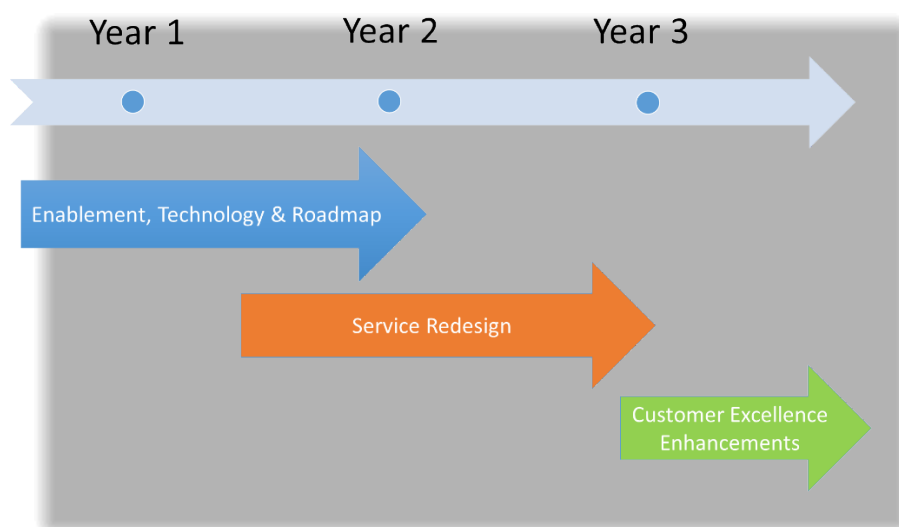 Year 1 Year 2 Year 3
Enablement, Technology & Roadmap
Service Redesign
Customer Excellence
Enhancements